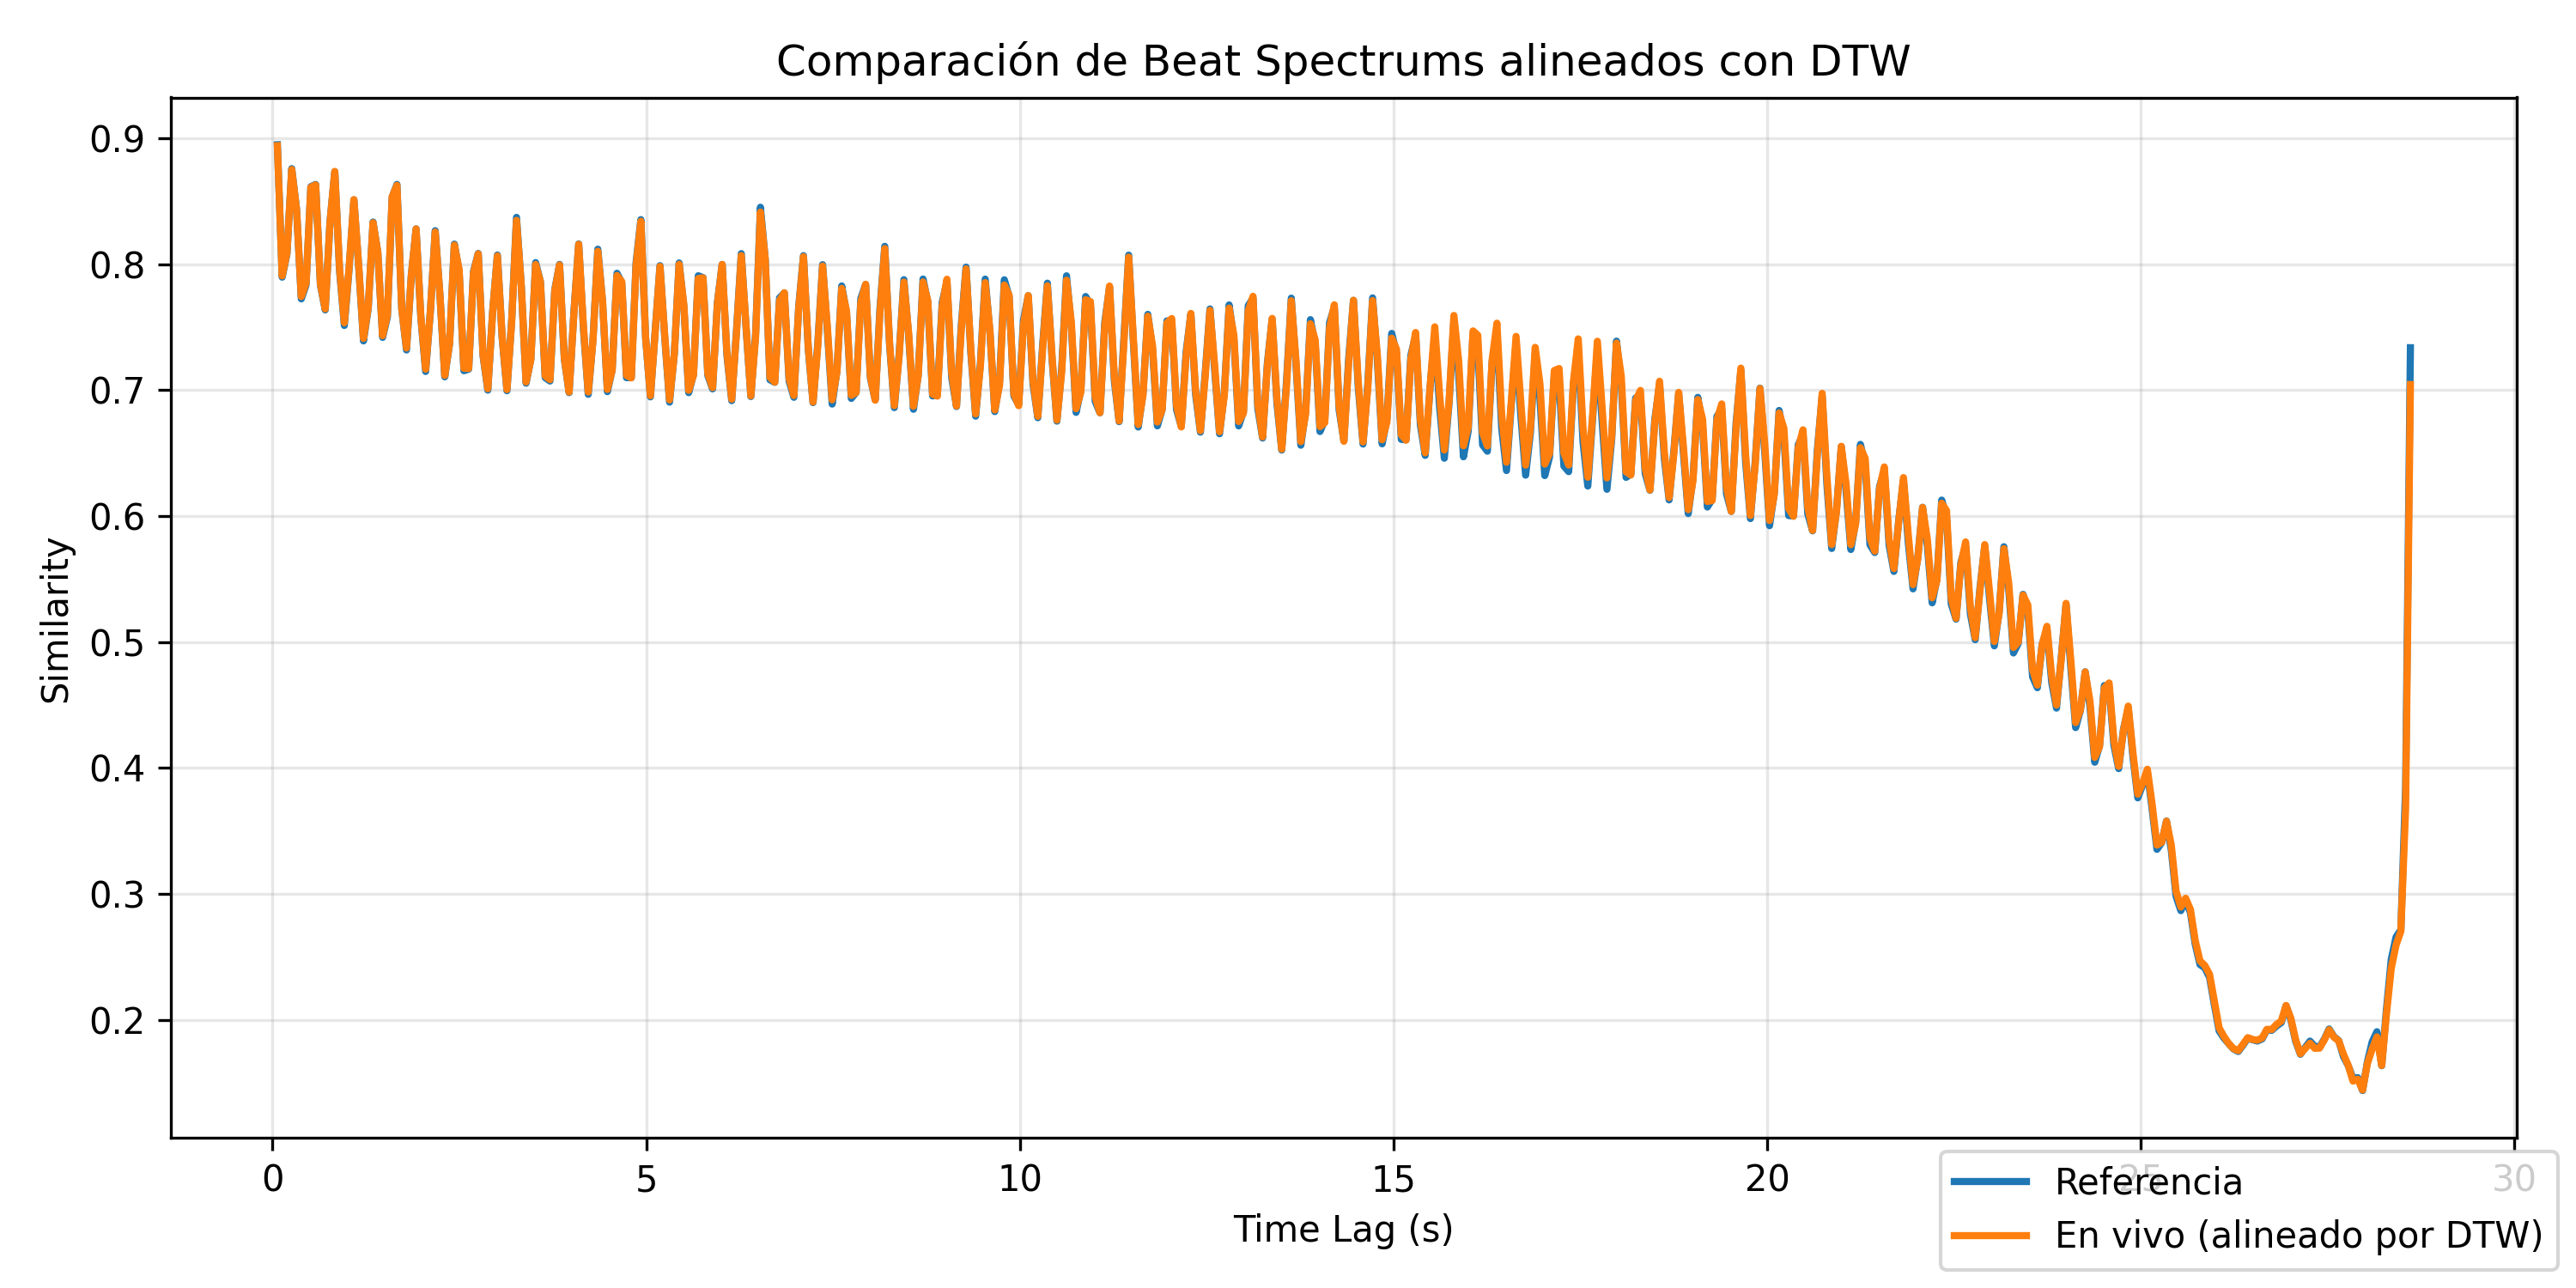 Comparación de Beat Spectrums alineados con DTW
0.9
0.8
0.7
0.6
0.5
0.4
0.3
0.2
Similarity
0 5 10 15 20 25 30
Time Lag (s)
Referencia
En vivo (alineado por DTW)